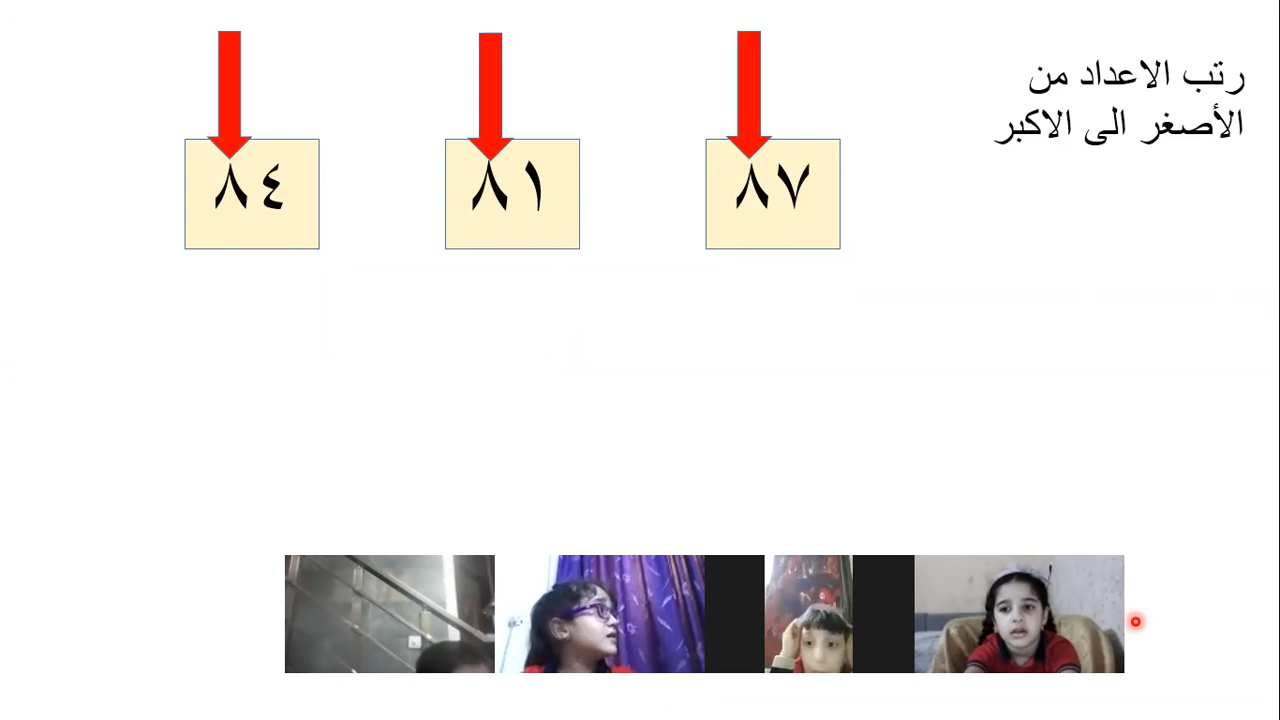 رتب الاعداد من
الأصغر الى الاكبر
٨٧
٨١
٨٤